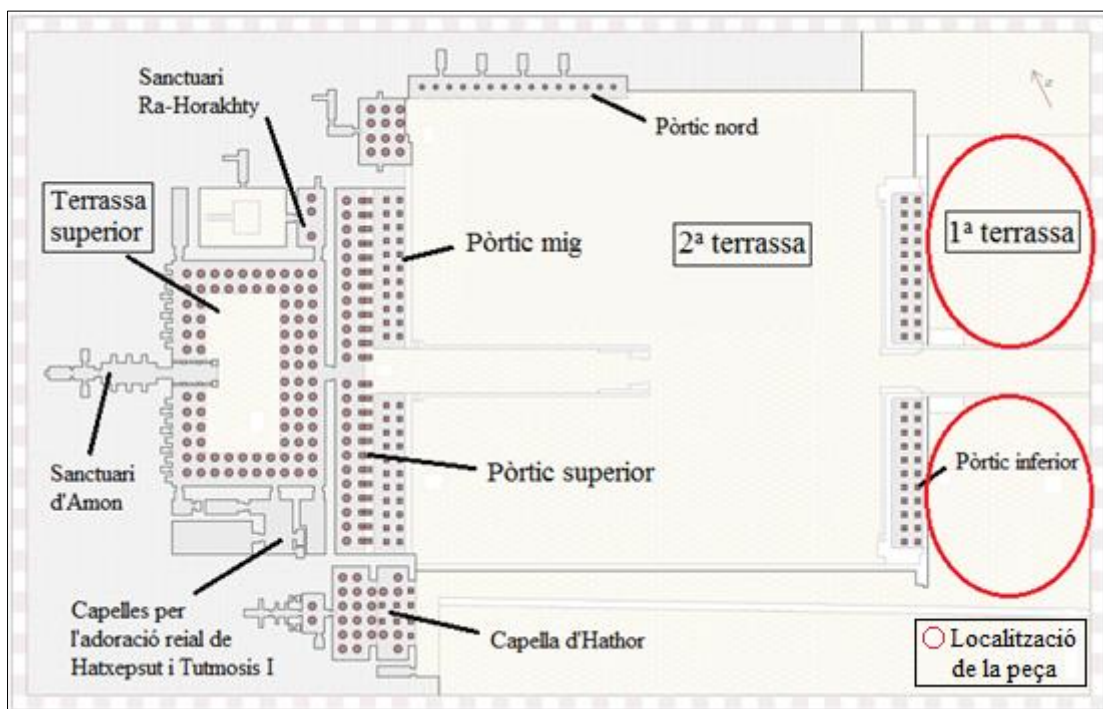 Sanctuari
Ra-Horakhty
Pòrtic nord
N
Terrassa
superior
Pòrtic mig
2ª terrassa
1ª terrassa
Sanctuari
d'Amon
Pòrtic superior
Pòrtic inferior
Capelles per
l'adoració reial de
Hatxepsut i Tutmosis I
Capella d'Hathor
Localització
de la peça